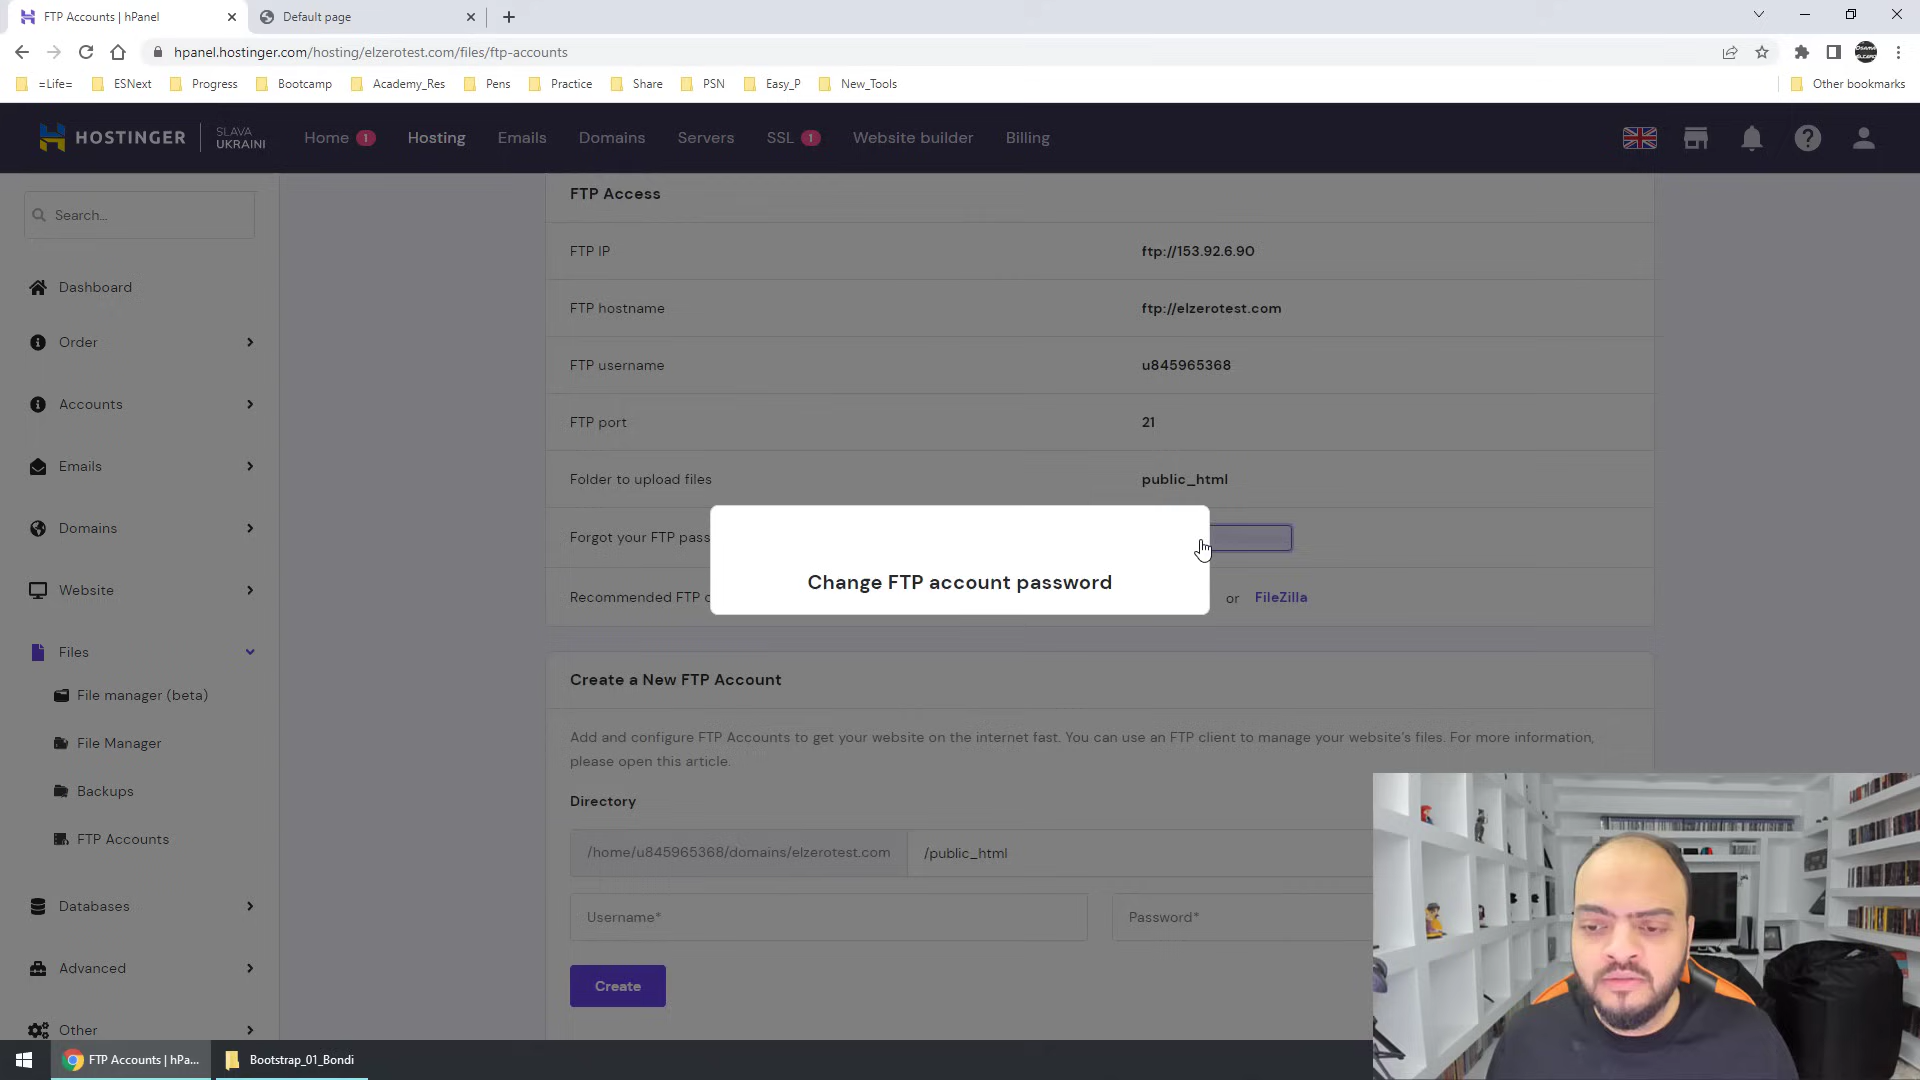 FTP Accounts | hPanel
Default page
hpanel.hostinger.com/hosting/elzerotest.com/files/ftp-accounts
=Life=
ESNext
Progress
Bootcamp
Academy_Res
Pens
Practice
Share
PSN
Easy_P
New_Tools
Other bookmarks
HOSTINGER
SLAVA
UKRAINI
Home 1
Hosting
Emails
Domains
Servers
SSL 1
Website builder
Billing
Search...
Dashboard
Order
Accounts
Emails
Domains
Website
Files
File manager (beta)
File Manager
Backups
FTP Accounts
Databases
Advanced
Other
FTP Access
FTP IP
ftp://153.92.6.90
FTP hostname
ftp://elzerotest.com
FTP username
u845965368
FTP port
21
Folder to upload files
public_html
Forgot your FTP pass
Change FTP account password
Recommended FTP
or FileZilla
Create a New FTP Account
Add and configure FTP Accounts to get your website on the internet fast. You can use an FTP client to manage your website's files. For more information,
please open this article.
Directory
/home/u845965368/domains/elzerotest.com
/public_html
Username*
Password*
Create
FTP Accounts | hPa...
Bootstrap_01_Bondi